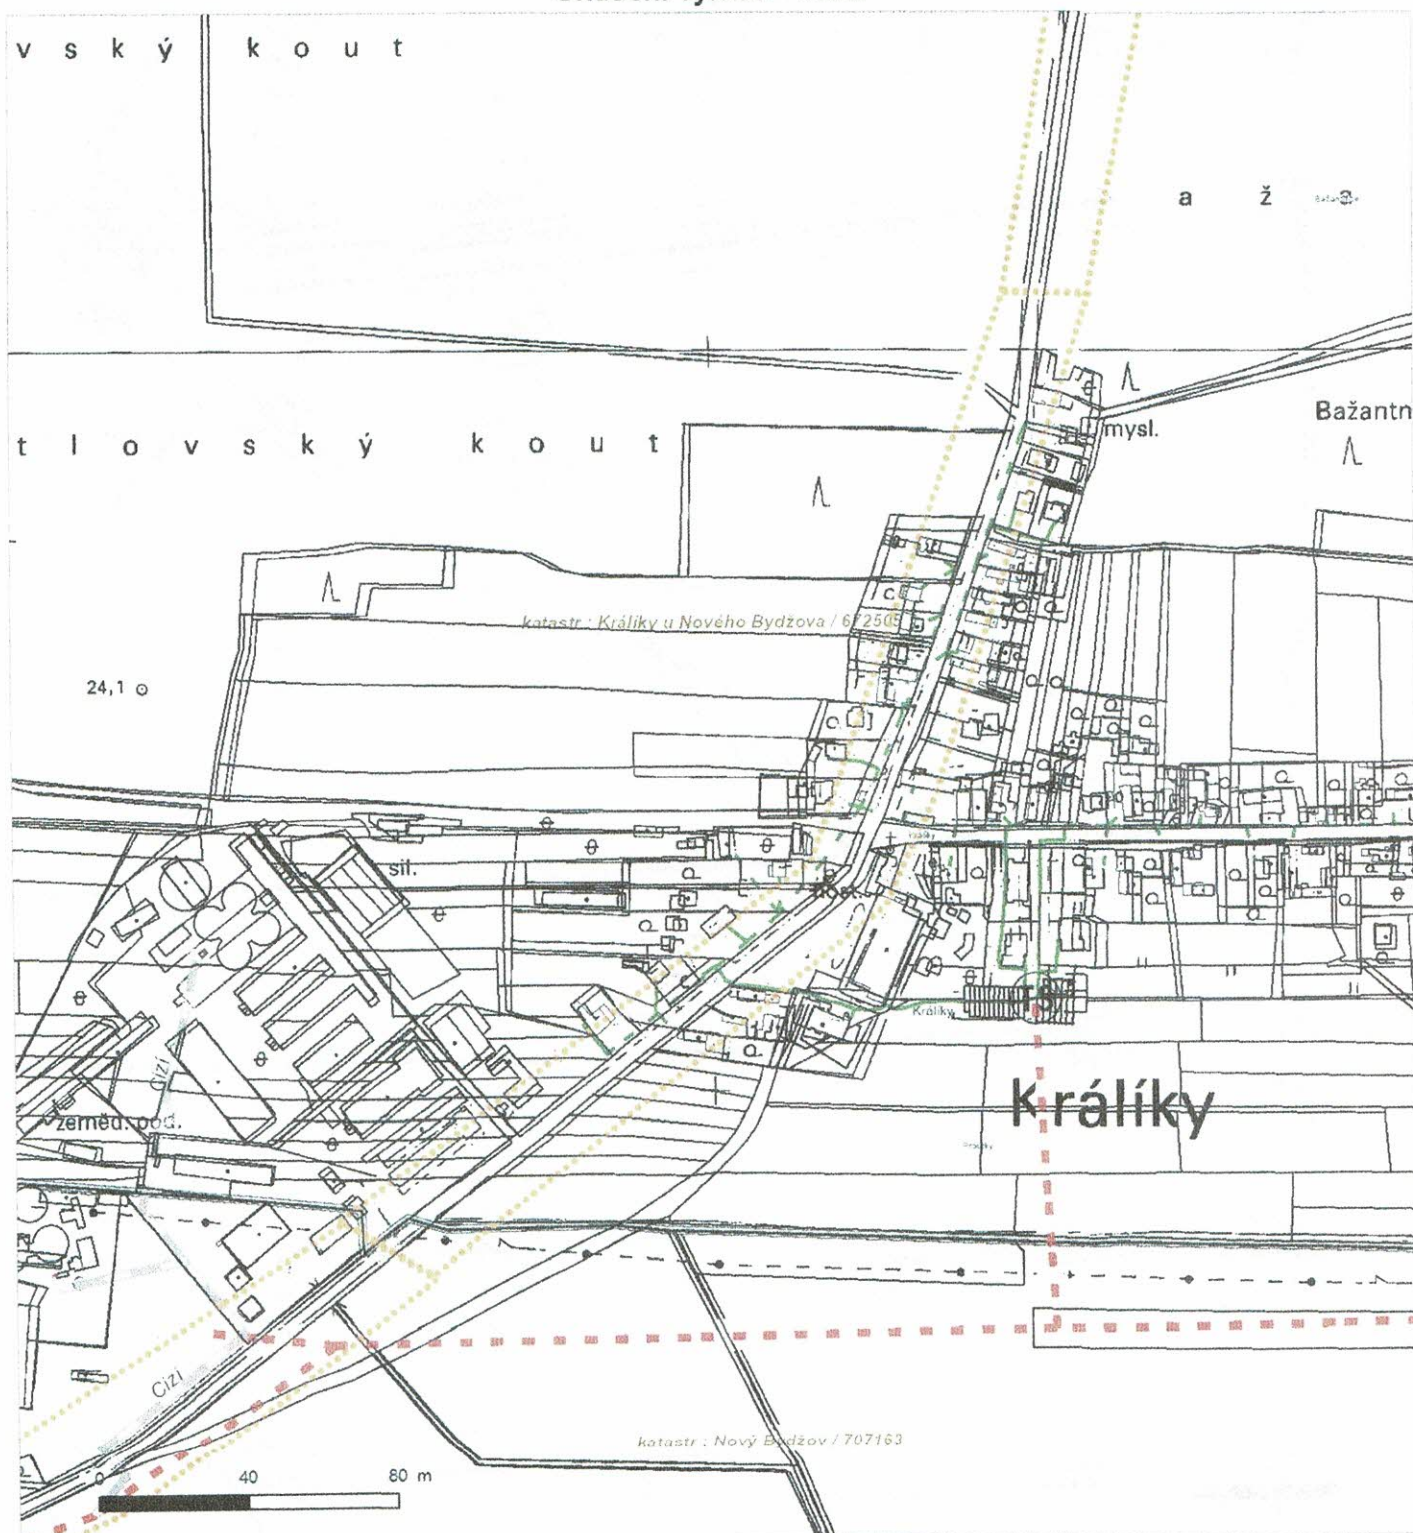 v s k ý k o u t
a ž a
t l o v s k ý k o u t
Bažantn
mysl.
katastr : Králíky u Nového Bydžova / 672505
24,1
sil.
Králíky
Cizí
Králíky
zeměd. pod.
Cizí
katastr : Nový Bydžov / 707163
0 40 80 m